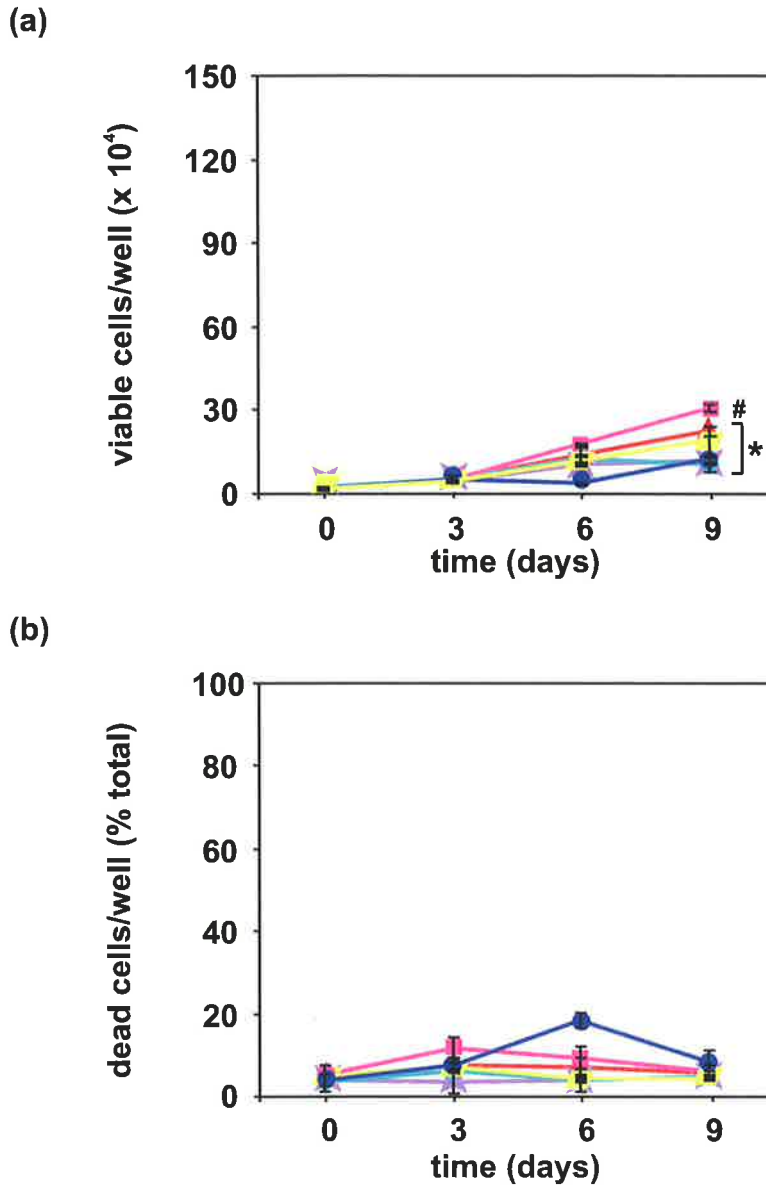 (a)
viable cells/well (x 10⁴)
150
120
90
60
30
0
#
*
0 3 6 9
time (days)
(b)
dead cells/well (% total)
100
80
60
40
20
0
0 3 6 9
time (days)